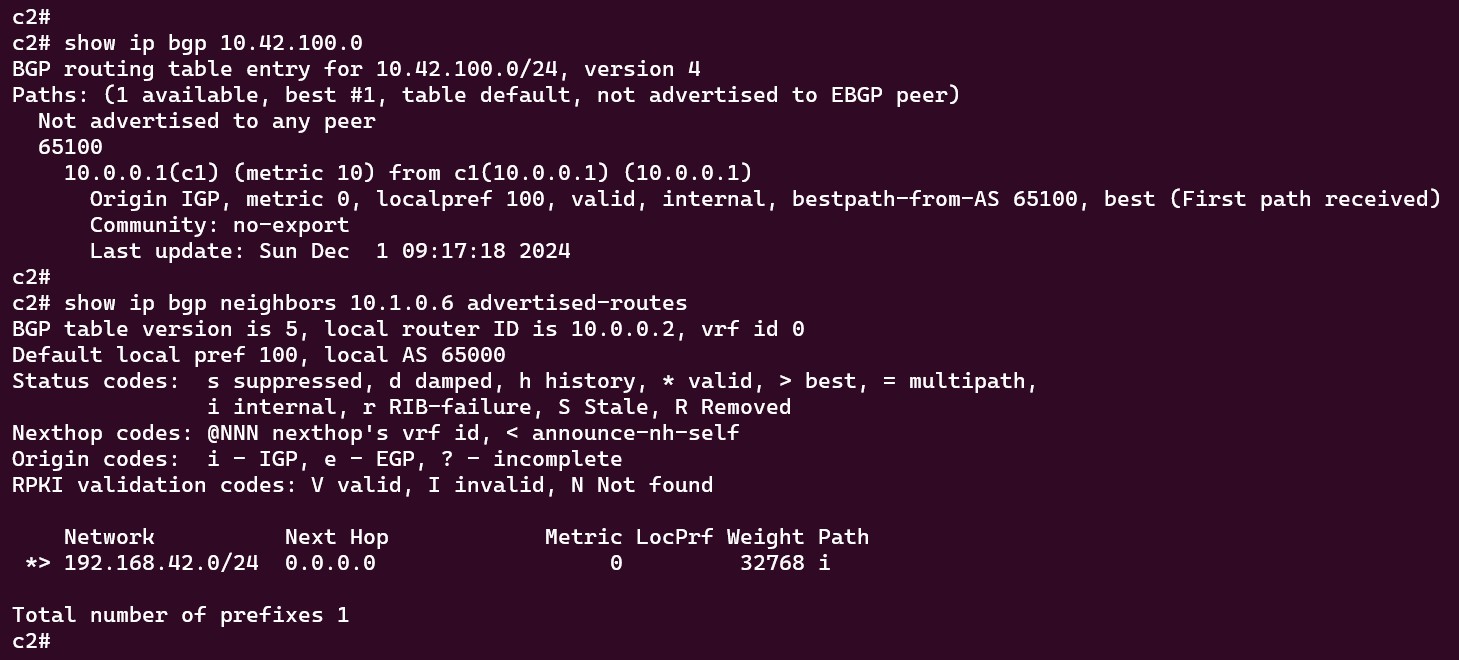 c2#
c2# show ip bgp 10.42.100.0
BGP routing table entry for 10.42.100.0/24, version 4
Paths: (1 available, best #1, table default, not advertised to EBGP peer)
  Not advertised to any peer
  65100
    10.0.0.1(c1) (metric 10) from c1(10.0.0.1) (10.0.0.1)
      Origin IGP, metric 0, localpref 100, valid, internal, bestpath-from-AS 65100, best (First path received)
      Community: no-export
      Last update: Sun Dec  1 09:17:18 2024
c2#
c2# show ip bgp neighbors 10.1.0.6 advertised-routes
BGP table version is 5, local router ID is 10.0.0.2, vrf id 0
Default local pref 100, local AS 65000
Status codes:  s suppressed, d damped, h history, * valid, > best, = multipath,
               i internal, r RIB-failure, S Stale, R Removed
Nexthop codes: @NNN nexthop's vrf id, < announce-nh-self
Origin codes:  i - IGP, e - EGP, ? - incomplete
RPKI validation codes: V valid, I invalid, N Not found

    Network          Next Hop            Metric LocPrf Weight Path
 *> 192.168.42.0/24  0.0.0.0                  0         32768 i

Total number of prefixes 1
c2#